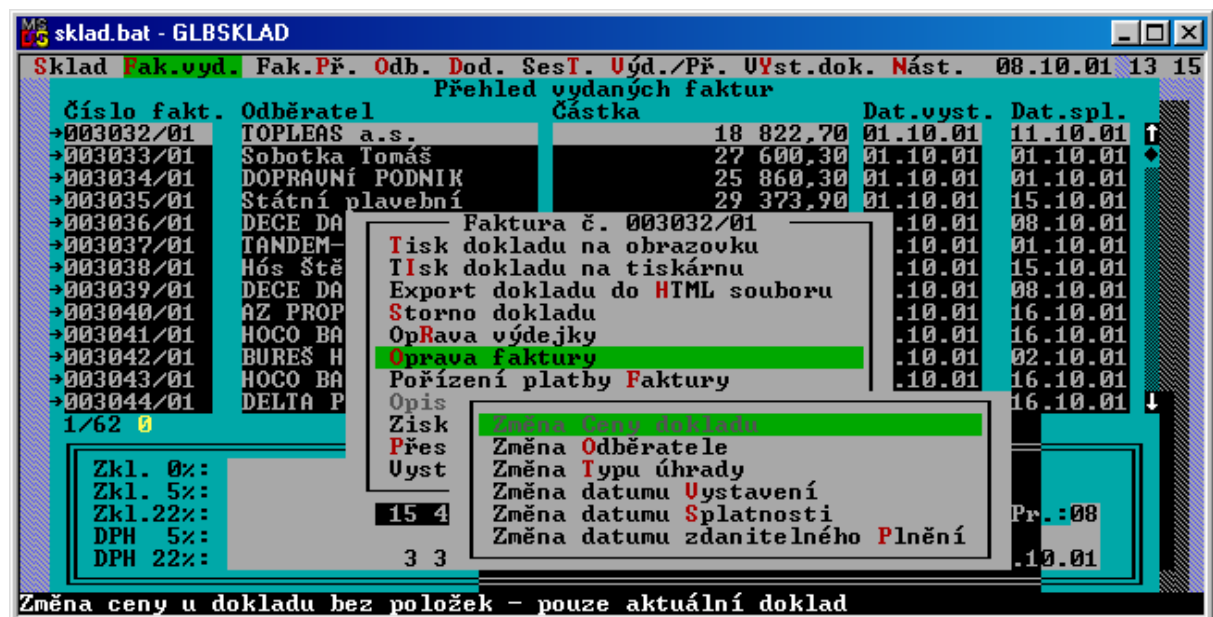 sklad.bat - GLBSKLAD
Sklad Fak.vyd. Fak.Př. Odb. Dod. SesT. Výd./Př. VYst.dok. Nást. 08.10.01 13 15
Přehled vydaných faktur
Číslo fakt. Odběratel Částka Dat.vyst. Dat.spl.
→003032/01 TOPLEAS a.s. 18 822,70 01.10.01 11.10.01
→003033/01 Sobotka Tomáš 27 600,30 01.10.01 01.10.01
→003034/01 DOPRAVNÍ PODNIK 25 860,30 01.10.01 01.10.01
→003035/01 Státní plavební 29 373,90 01.10.01 15.10.01
→003036/01 DECE DA Faktura č. 003032/01 .10.01 08.10.01
→003037/01 TANDEM- Tisk dokladu na obrazovku .10.01 01.10.01
→003038/01 Hós Ště TIsk dokladu na tiskárnu .10.01 15.10.01
→003039/01 DECE DA Export dokladu do HTML souboru .10.01 08.10.01
→003040/01 AZ PROP Storno dokladu .10.01 16.10.01
→003041/01 HOCO BA OpRava výdejky .10.01 16.10.01
→003042/01 BUREŠ H Oprava faktury .10.01 02.10.01
→003043/01 HOCO BA Pořízení platby Faktury .10.01 16.10.01
→003044/01 DELTA P Opis 16.10.01
1/62 0 Zisk Změna Ceny dokladu
Přes Změna Odběratele
Zkl. 0%: Vyst Změna Typu úhrady
Zkl. 5%: Změna datumu Vystavení
Zkl.22%: 15 4 Změna datumu Splatnosti Pr.:08
DPH 5%: Změna datumu zdanitelného Plnění
DPH 22%: 3 3 .10.01
Změna ceny u dokladu bez položek - pouze aktuální doklad